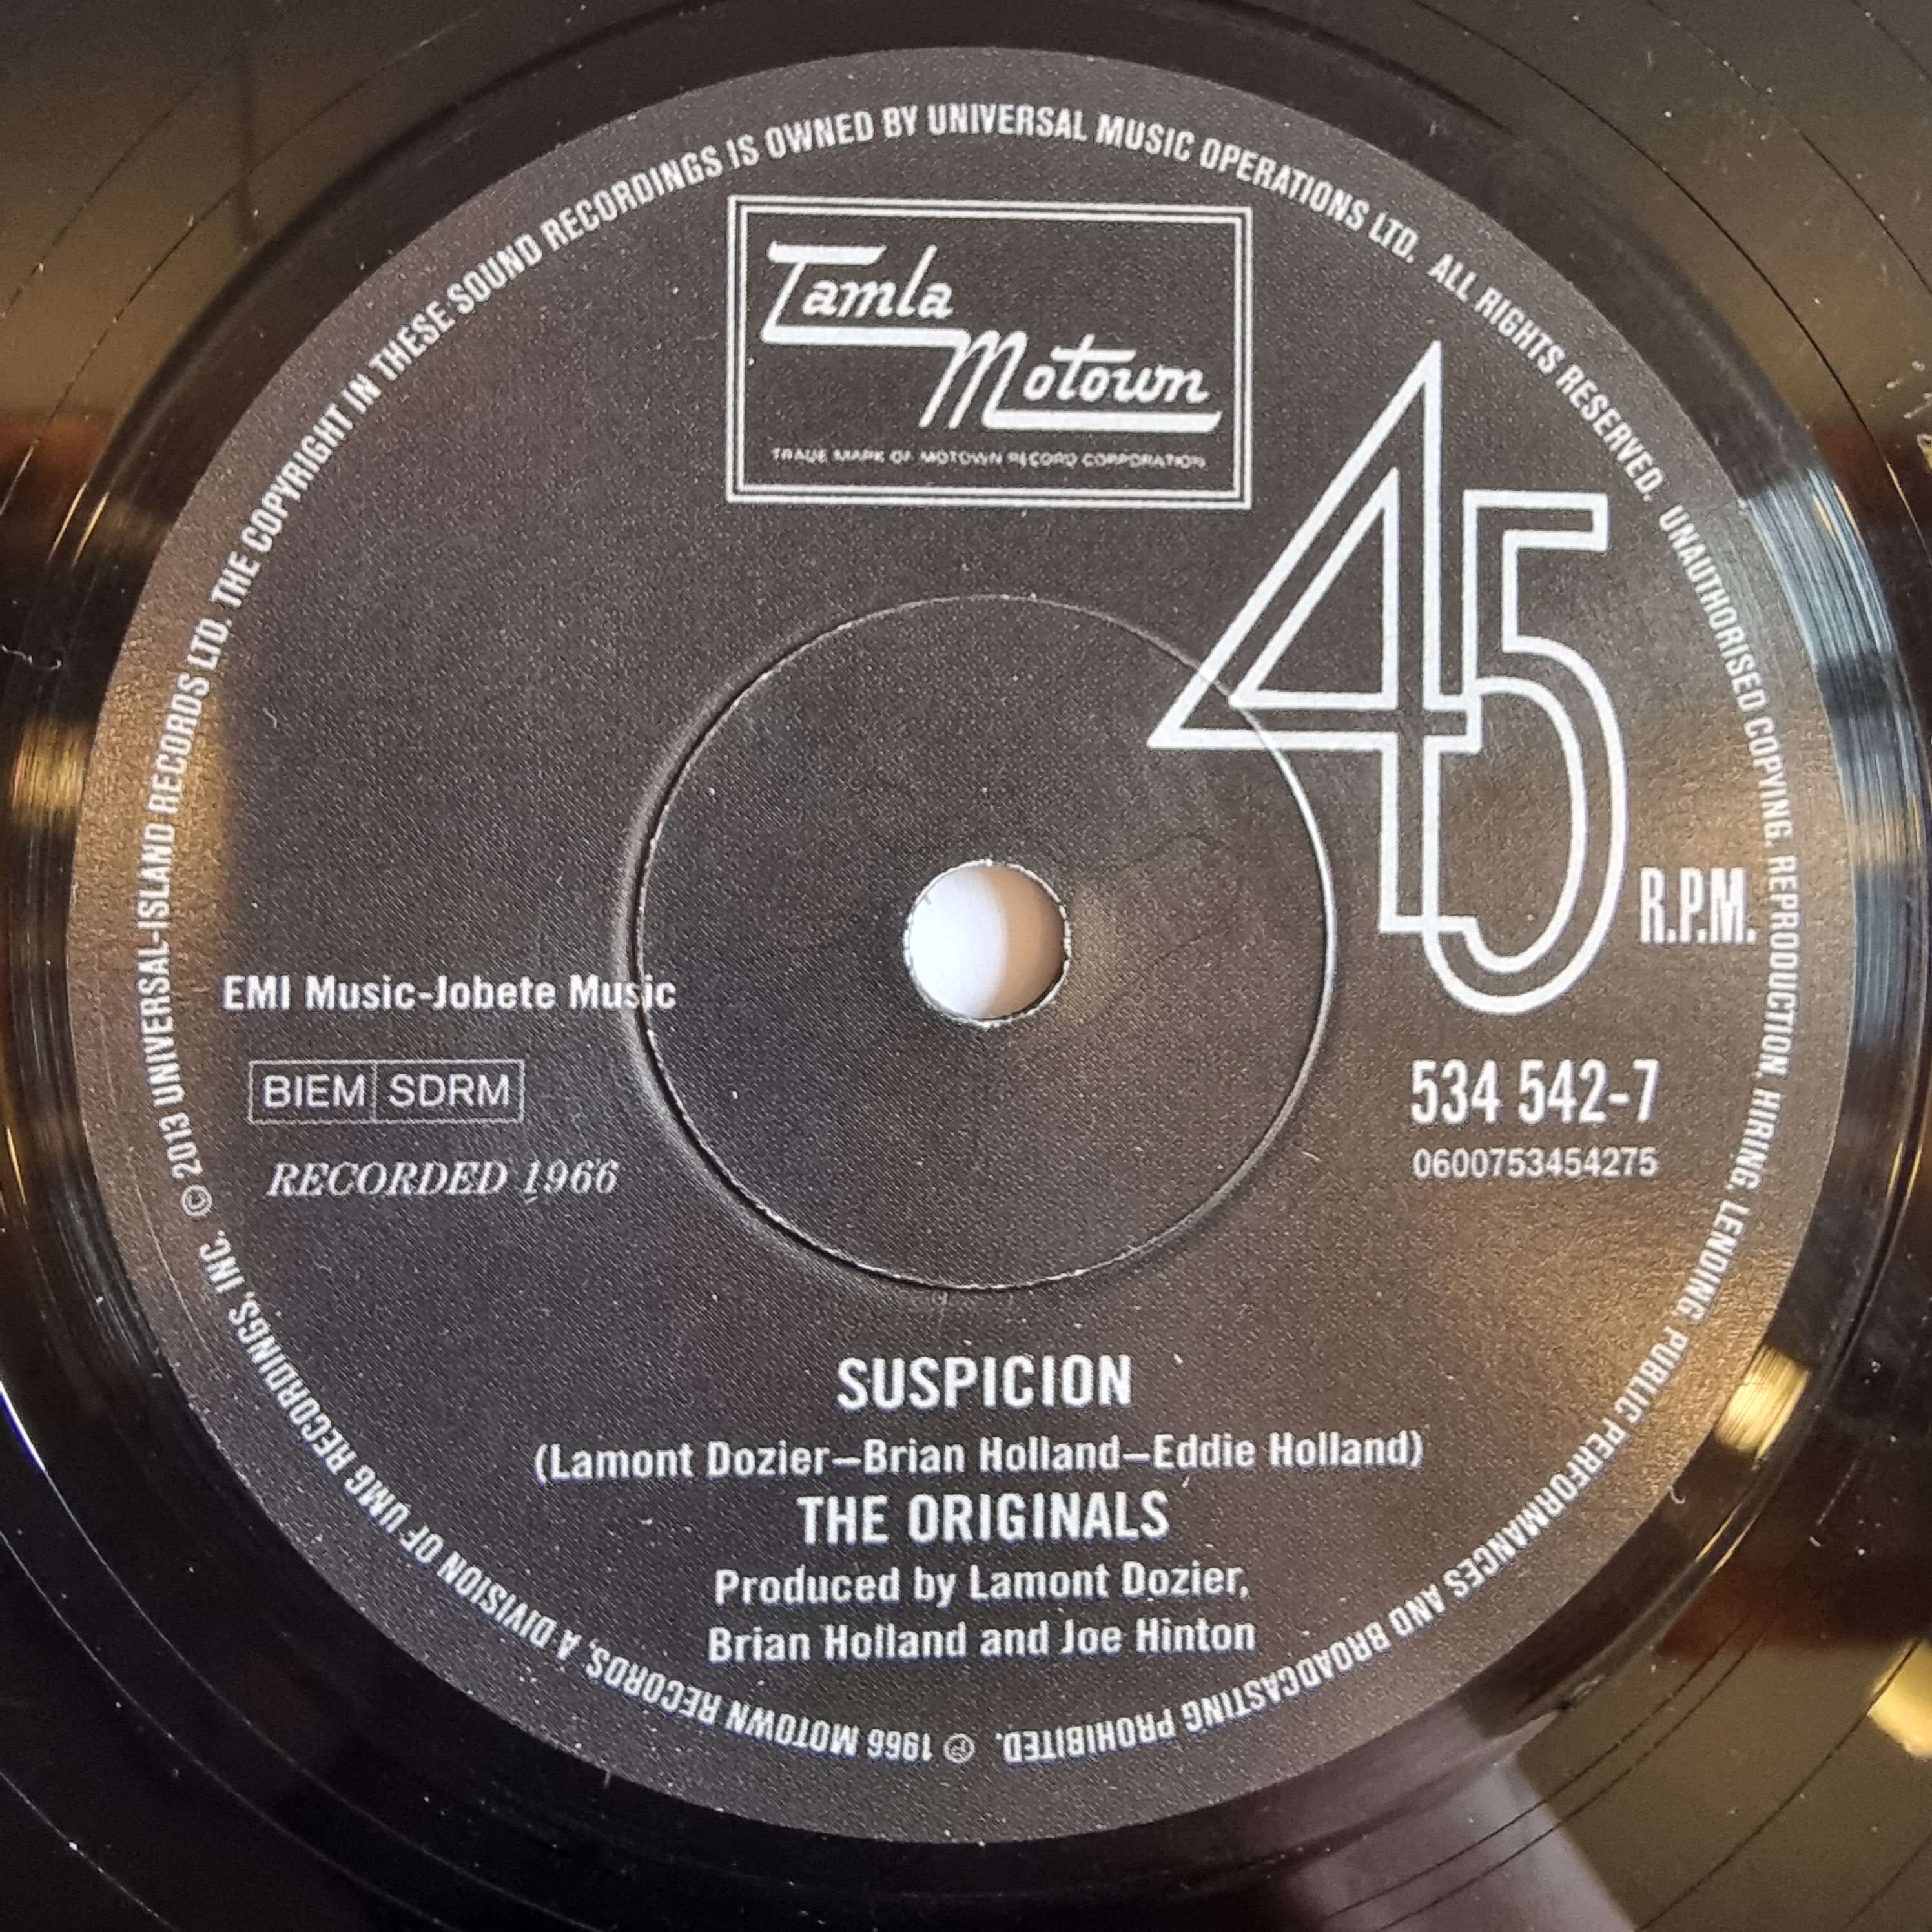 Tamla
Motown
TRADE MARK OF MOTOWN RECORD CORPORATION
45
R.P.M.
EMI Music-Jobete Music
BIEM SDRM
RECORDED 1966
534 542-7
0600753454275
SUSPICION
(Lamont Dozier–Brian Holland–Eddie Holland)
THE ORIGINALS
Produced by Lamont Dozier,
Brian Holland and Joe Hinton
℗ 1966 MOTOWN RECORDS, A DIVISION OF UMG RECORDINGS, INC. © 2013 UNIVERSAL-ISLAND RECORDS LTD. THE COPYRIGHT IN THESE SOUND RECORDINGS IS OWNED BY UNIVERSAL MUSIC OPERATIONS LTD. ALL RIGHTS RESERVED. UNAUTHORISED COPYING, REPRODUCTION, HIRING, LENDING, PUBLIC PERFORMANCES AND BROADCASTING PROHIBITED.